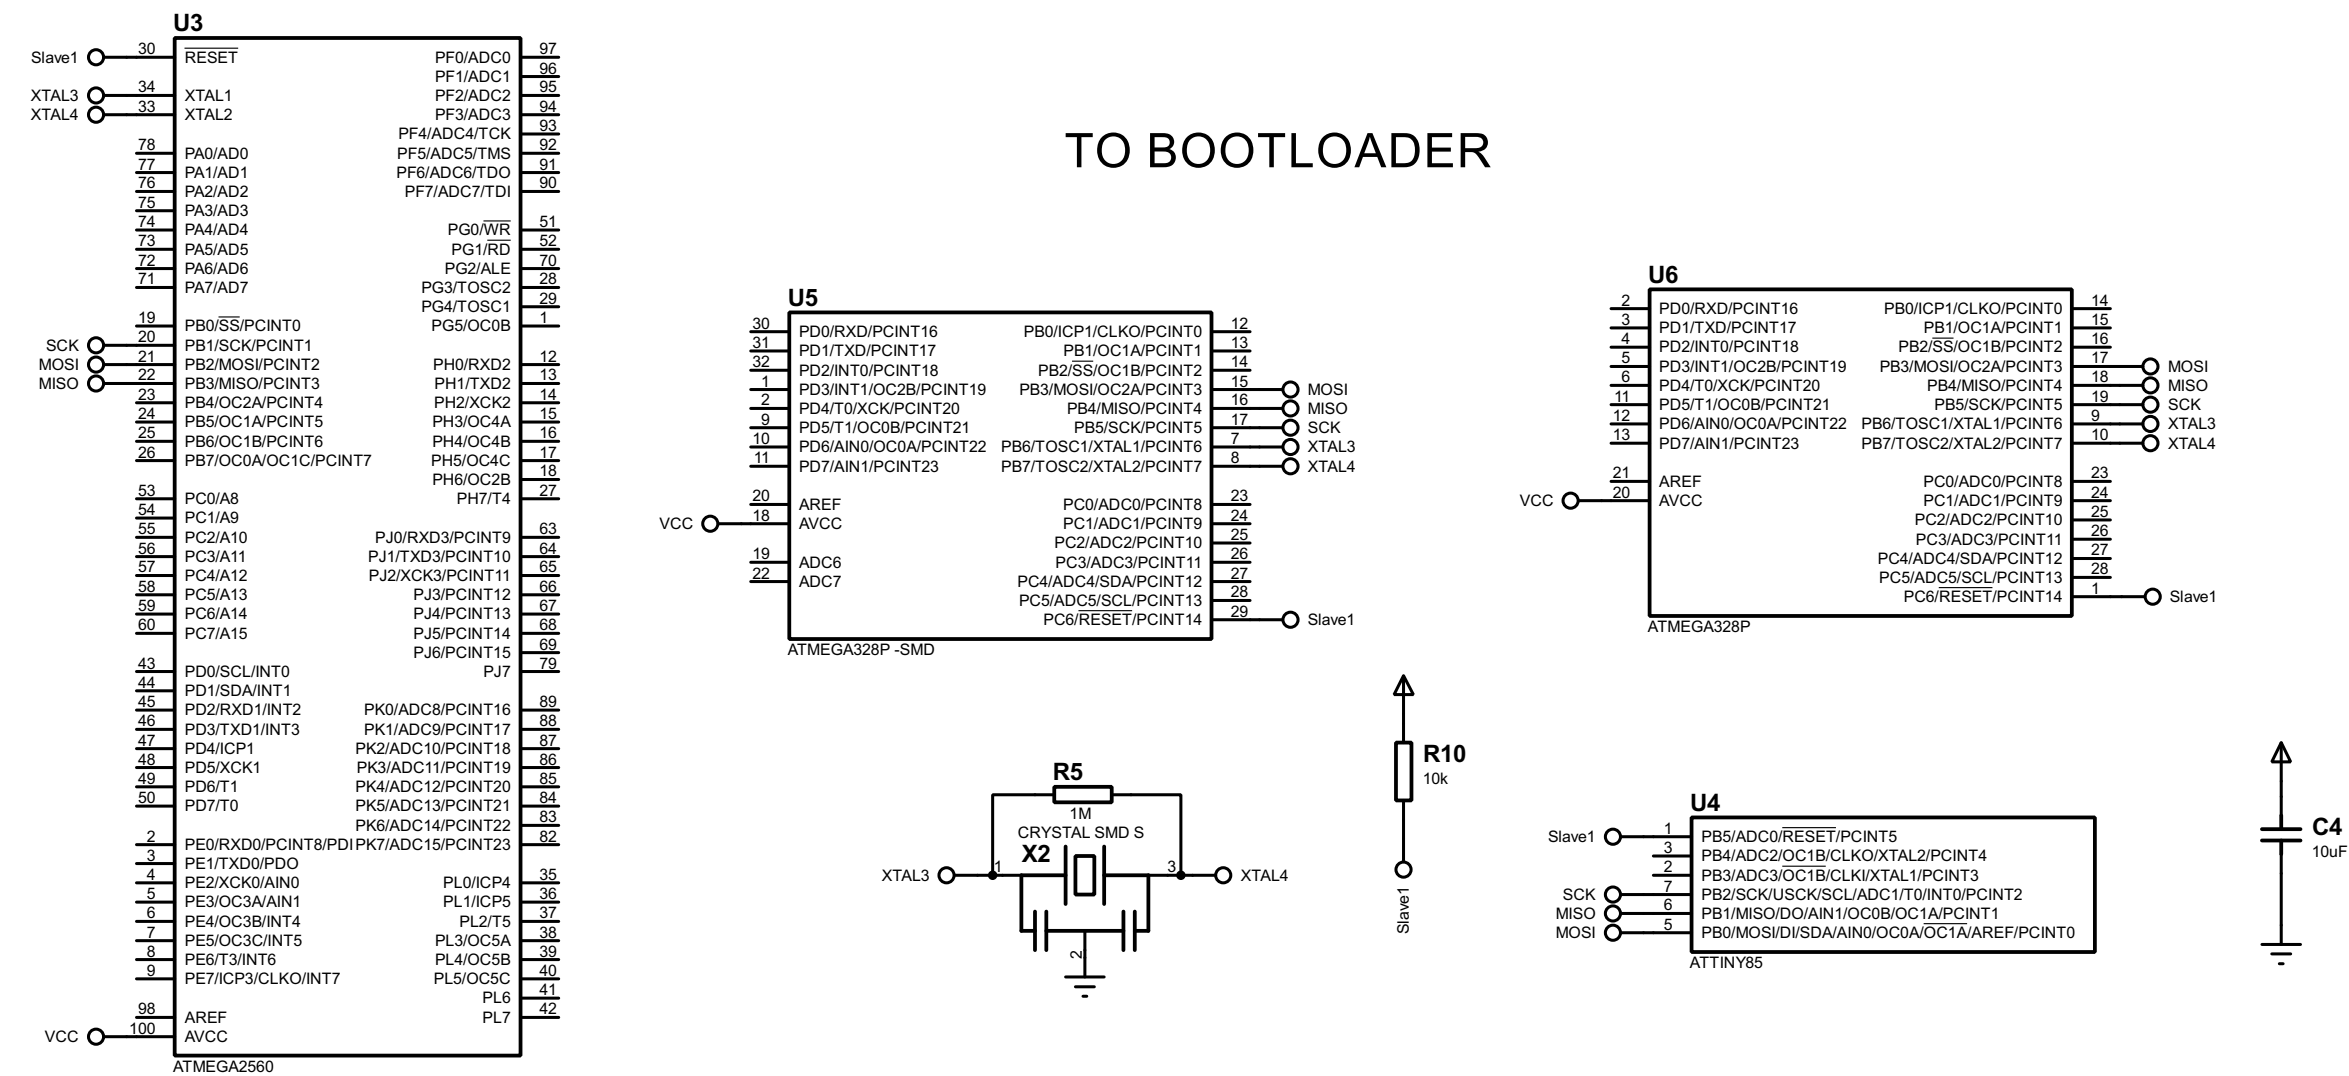 TO BOOTLOADER
U3
Slave1 30 RESET
XTAL3 34 XTAL1
XTAL4 33 XTAL2
78 PA0/AD0
77 PA1/AD1
76 PA2/AD2
75 PA3/AD3
74 PA4/AD4
73 PA5/AD5
72 PA6/AD6
71 PA7/AD7
19 PB0/SS/PCINT0
SCK 20 PB1/SCK/PCINT1
MOSI 21 PB2/MOSI/PCINT2
MISO 22 PB3/MISO/PCINT3
23 PB4/OC2A/PCINT4
24 PB5/OC1A/PCINT5
25 PB6/OC1B/PCINT6
26 PB7/OC0A/OC1C/PCINT7
53 PC0/A8
54 PC1/A9
55 PC2/A10
56 PC3/A11
57 PC4/A12
58 PC5/A13
59 PC6/A14
60 PC7/A15
43 PD0/SCL/INT0
44 PD1/SDA/INT1
45 PD2/RXD1/INT2
46 PD3/TXD1/INT3
47 PD4/ICP1
48 PD5/XCK1
49 PD6/T1
50 PD7/T0
2 PE0/RXD0/PCINT8/PDI
3 PE1/TXD0/PDO
4 PE2/XCK0/AIN0
5 PE3/OC3A/AIN1
6 PE4/OC3B/INT4
7 PE5/OC3C/INT5
8 PE6/T3/INT6
9 PE7/ICP3/CLKO/INT7
98 AREF
VCC 100 AVCC
PF0/ADC0 97
PF1/ADC1 96
PF2/ADC2 95
PF3/ADC3 94
PF4/ADC4/TCK 93
PF5/ADC5/TMS 92
PF6/ADC6/TDO 91
PF7/ADC7/TDI 90
PG0/WR 51
PG1/RD 52
PG2/ALE 70
PG3/TOSC2 28
PG4/TOSC1 29
PG5/OC0B 1
PH0/RXD2 12
PH1/TXD2 13
PH2/XCK2 14
PH3/OC4A 15
PH4/OC4B 16
PH5/OC4C 17
PH6/OC2B 18
PH7/T4 27
PJ0/RXD3/PCINT9 63
PJ1/TXD3/PCINT10 64
PJ2/XCK3/PCINT11 65
PJ3/PCINT12 66
PJ4/PCINT13 67
PJ5/PCINT14 68
PJ6/PCINT15 69
PJ7 79
PK0/ADC8/PCINT16 89
PK1/ADC9/PCINT17 88
PK2/ADC10/PCINT18 87
PK3/ADC11/PCINT19 86
PK4/ADC12/PCINT20 85
PK5/ADC13/PCINT21 84
PK6/ADC14/PCINT22 83
PK7/ADC15/PCINT23 82
PL0/ICP4 35
PL1/ICP5 36
PL2/T5 37
PL3/OC5A 38
PL4/OC5B 39
PL5/OC5C 40
PL6 41
PL7 42
ATMEGA2560
U5
30 PD0/RXD/PCINT16
31 PD1/TXD/PCINT17
32 PD2/INT0/PCINT18
1 PD3/INT1/OC2B/PCINT19
2 PD4/T0/XCK/PCINT20
9 PD5/T1/OC0B/PCINT21
10 PD6/AIN0/OC0A/PCINT22
11 PD7/AIN1/PCINT23
20 AREF
VCC 18 AVCC
19 ADC6
22 ADC7
PB0/ICP1/CLKO/PCINT0 12
PB1/OC1A/PCINT1 13
PB2/SS/OC1B/PCINT2 14
PB3/MOSI/OC2A/PCINT3 15 MOSI
PB4/MISO/PCINT4 16 MISO
PB5/SCK/PCINT5 17 SCK
PB6/TOSC1/XTAL1/PCINT6 7 XTAL3
PB7/TOSC2/XTAL2/PCINT7 8 XTAL4
PC0/ADC0/PCINT8 23
PC1/ADC1/PCINT9 24
PC2/ADC2/PCINT10 25
PC3/ADC3/PCINT11 26
PC4/ADC4/SDA/PCINT12 27
PC5/ADC5/SCL/PCINT13 28
PC6/RESET/PCINT14 29 Slave1
ATMEGA328P -SMD
U6
2 PD0/RXD/PCINT16
3 PD1/TXD/PCINT17
4 PD2/INT0/PCINT18
5 PD3/INT1/OC2B/PCINT19
6 PD4/T0/XCK/PCINT20
11 PD5/T1/OC0B/PCINT21
12 PD6/AIN0/OC0A/PCINT22
13 PD7/AIN1/PCINT23
21 AREF
VCC 20 AVCC
PB0/ICP1/CLKO/PCINT0 14
PB1/OC1A/PCINT1 15
PB2/SS/OC1B/PCINT2 16
PB3/MOSI/OC2A/PCINT3 17 MOSI
PB4/MISO/PCINT4 18 MISO
PB5/SCK/PCINT5 19 SCK
PB6/TOSC1/XTAL1/PCINT6 9 XTAL3
PB7/TOSC2/XTAL2/PCINT7 10 XTAL4
PC0/ADC0/PCINT8 23
PC1/ADC1/PCINT9 24
PC2/ADC2/PCINT10 25
PC3/ADC3/PCINT11 26
PC4/ADC4/SDA/PCINT12 27
PC5/ADC5/SCL/PCINT13 28
PC6/RESET/PCINT14 1 Slave1
ATMEGA328P
R5
1M
CRYSTAL SMD S
X2
XTAL3 1 3 XTAL4
2
R10
10k
Slave1
U4
Slave1 1 PB5/ADC0/RESET/PCINT5
3 PB4/ADC2/OC1B/CLKO/XTAL2/PCINT4
2 PB3/ADC3/OC1B/CLKI/XTAL1/PCINT3
SCK 7 PB2/SCK/USCK/SCL/ADC1/T0/INT0/PCINT2
MISO 6 PB1/MISO/DO/AIN1/OC0B/OC1A/PCINT1
MOSI 5 PB0/MOSI/DI/SDA/AIN0/OC0A/OC1A/AREF/PCINT0
ATTINY85
C4
10uF